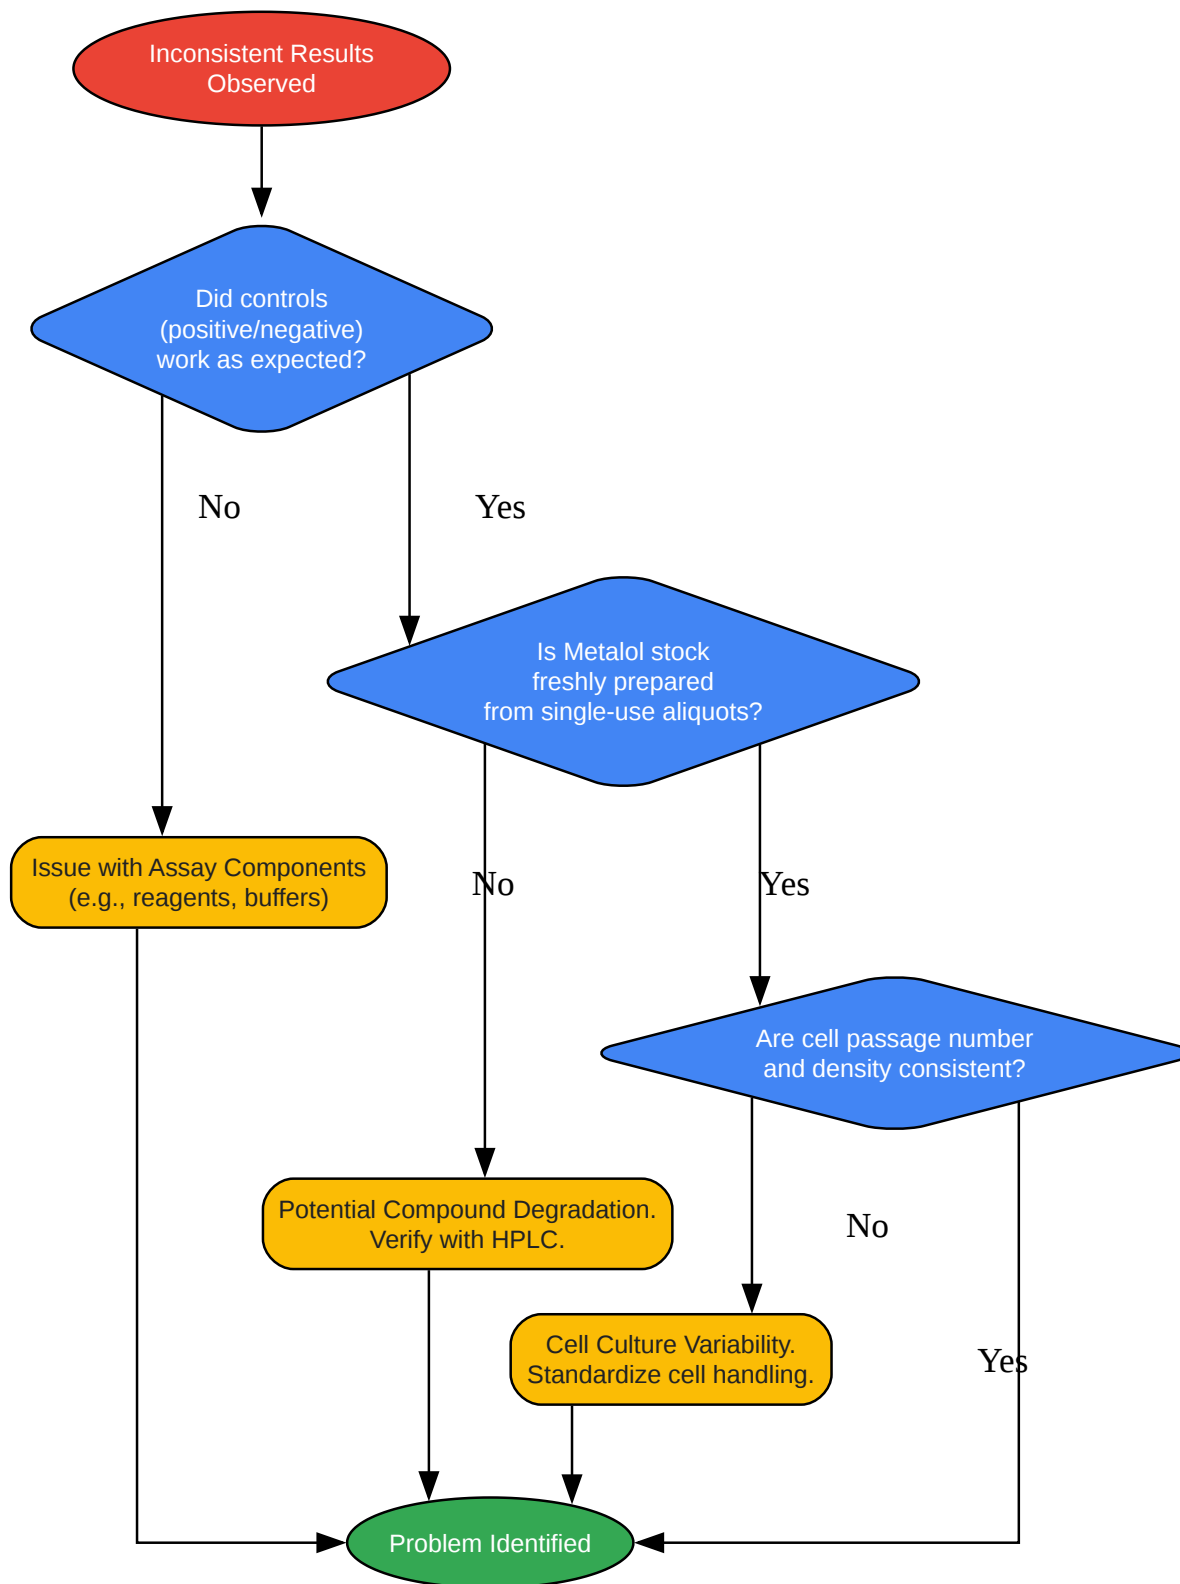 Inconsistent Results
Observed
Did controls
(positive/negative)
work as expected?
No
Yes
Is Metalol stock
freshly prepared
from single-use aliquots?
Issue with Assay Components
(e.g., reagents, buffers)
No
Yes
Are cell passage number
and density consistent?
Potential Compound Degradation.
Verify with HPLC.
No
Cell Culture Variability.
Standardize cell handling.
Yes
Problem Identified